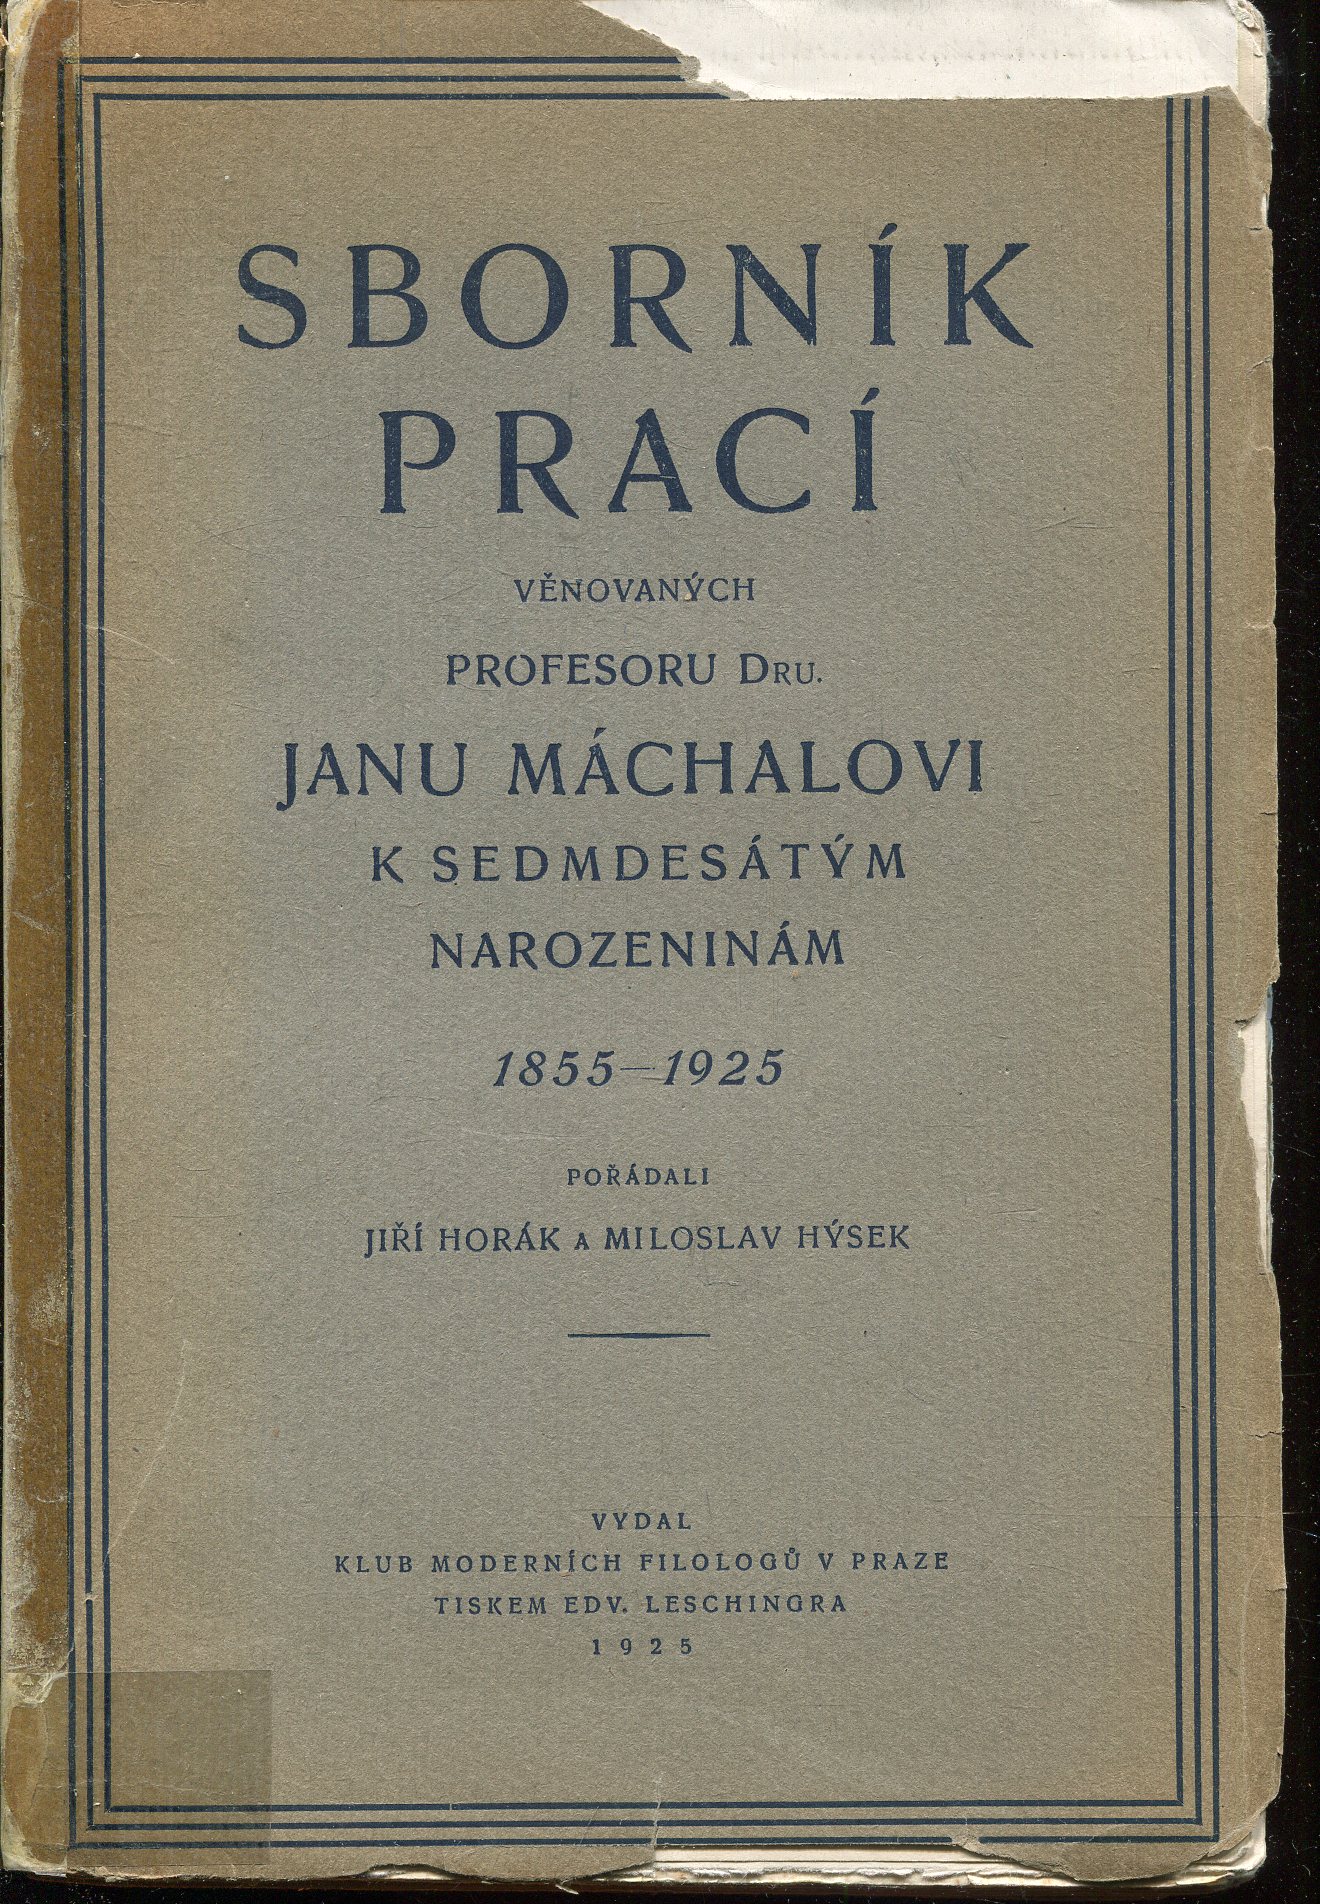 SBORNÍK
PRACÍ
VĚNOVANÝCH
PROFESORU DRU.
JANU MÁCHALOVI
K SEDMDESÁTÝM
NAROZENINÁM
1855—1925
POŘÁDALI
JIŘÍ HORÁK A MILOSLAV HÝSEK
VYDAL
KLUB MODERNÍCH FILOLOGŮ V PRAZE
TISKEM EDV. LESCHINGRA
1925